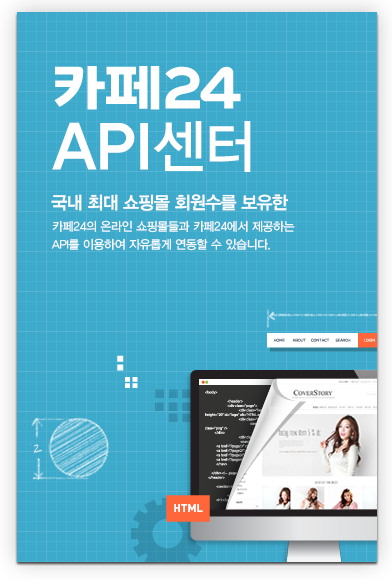 카페24
API센터
국내 최대 쇼핑몰 회원수를 보유한
카페24의 온라인 쇼핑몰들과 카페24에서 제공하는
API를 이용하여 자유롭게 연동할 수 있습니다.
HOME ABOUT CONTACT SEARCH LOGIN
<body>
<header>
COVERSTORY
2
HTML